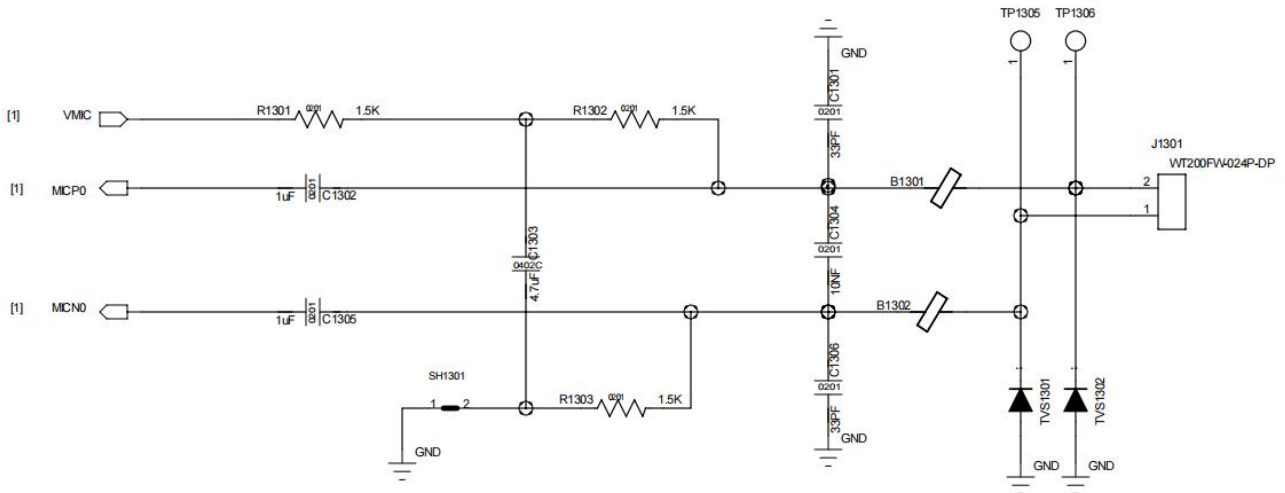 TP1305 TP1306
GND
C1301
0201
33PF
[1] VMIC R1301 0201 1.5K R1302 0201 1.5K
J1301
WT200FW-024P-DP
[1] MICP0 1uF 0201 C1302 B1301 2
1
1
1
C1303
0402C
4.7uF
C1304
0201
10NF
[1] MICN0 1uF 0201 C1305 B1302
C1306
0201
33PF
GND
SH1301
1 2
R1303 0201 1.5K
GND
1
TVS1301
1
TVS1302
GND GND